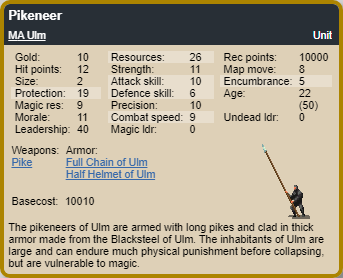 Pikeneer
MA Ulm Unit
Gold: 10 Resources: 26 Rec points: 10000
Hit points: 12 Strength: 11 Map move: 8
Size: 2 Attack skill: 10 Encumbrance: 5
Protection: 19 Defence skill: 6 Age: 22
Magic res: 9 Precision: 10 (50)
Morale: 11 Combat speed: 9 Undead ldr: 0
Leadership: 40 Magic ldr: 0
Weapons: Armor:
Pike Full Chain of Ulm
Half Helmet of Ulm
Basecost: 10010
The pikeneers of Ulm are armed with long pikes and clad in thick
armor made from the Blacksteel of Ulm. The inhabitants of Ulm are
large and can endure much physical punishment before collapsing,
but are vulnerable to magic.